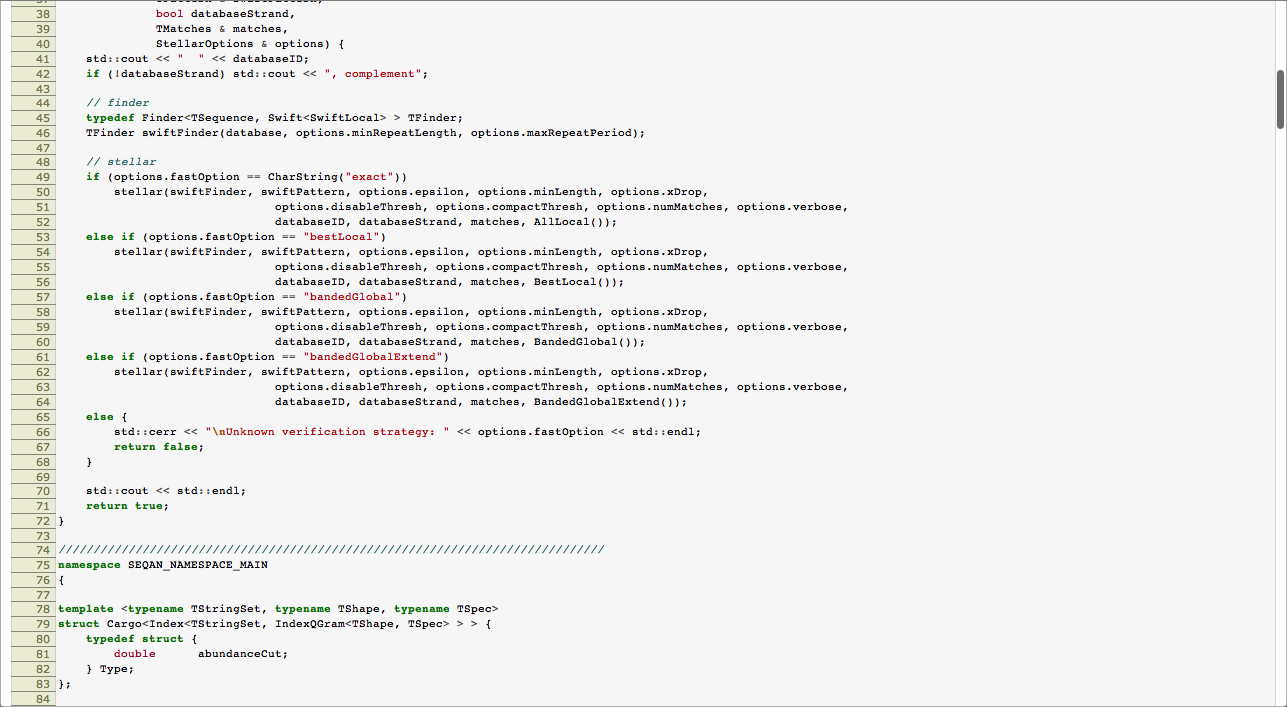 38 bool databaseStrand,
39 TMatches & matches,
40 StellarOptions & options) {
41 std::cout << "  " << databaseID;
42 if (!databaseStrand) std::cout << ", complement";
43
44 // finder
45 typedef Finder<TSequence, Swift<SwiftLocal> > TFinder;
46 TFinder swiftFinder(database, options.minRepeatLength, options.maxRepeatPeriod);
47
48 // stellar
49 if (options.fastOption == CharString("exact"))
50 stellar(swiftFinder, swiftPattern, options.epsilon, options.minLength, options.xDrop,
51 options.disableThresh, options.compactThresh, options.numMatches, options.verbose,
52 databaseID, databaseStrand, matches, AllLocal());
53 else if (options.fastOption == "bestLocal")
54 stellar(swiftFinder, swiftPattern, options.epsilon, options.minLength, options.xDrop,
55 options.disableThresh, options.compactThresh, options.numMatches, options.verbose,
56 databaseID, databaseStrand, matches, BestLocal());
57 else if (options.fastOption == "bandedGlobal")
58 stellar(swiftFinder, swiftPattern, options.epsilon, options.minLength, options.xDrop,
59 options.disableThresh, options.compactThresh, options.numMatches, options.verbose,
60 databaseID, databaseStrand, matches, BandedGlobal());
61 else if (options.fastOption == "bandedGlobalExtend")
62 stellar(swiftFinder, swiftPattern, options.epsilon, options.minLength, options.xDrop,
63 options.disableThresh, options.compactThresh, options.numMatches, options.verbose,
64 databaseID, databaseStrand, matches, BandedGlobalExtend());
65 else {
66 std::cerr << "\nUnknown verification strategy: " << options.fastOption << std::endl;
67 return false;
68 }
69
70 std::cout << std::endl;
71 return true;
72 }
73
74 //////////////////////////////////////////////////////////////////////////////
75 namespace SEQAN_NAMESPACE_MAIN
76 {
77
78 template <typename TStringSet, typename TShape, typename TSpec>
79 struct Cargo<Index<TStringSet, IndexQGram<TShape, TSpec> > > {
80 typedef struct {
81 double abundanceCut;
82 } Type;
83 };
84